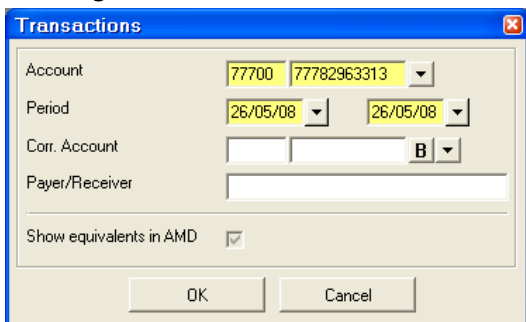 Transactions
Account 77700 77782963313
Period 26/05/08 26/05/08
Corr. Account B
Payer/Receiver
Show equivalents in AMD
OK Cancel